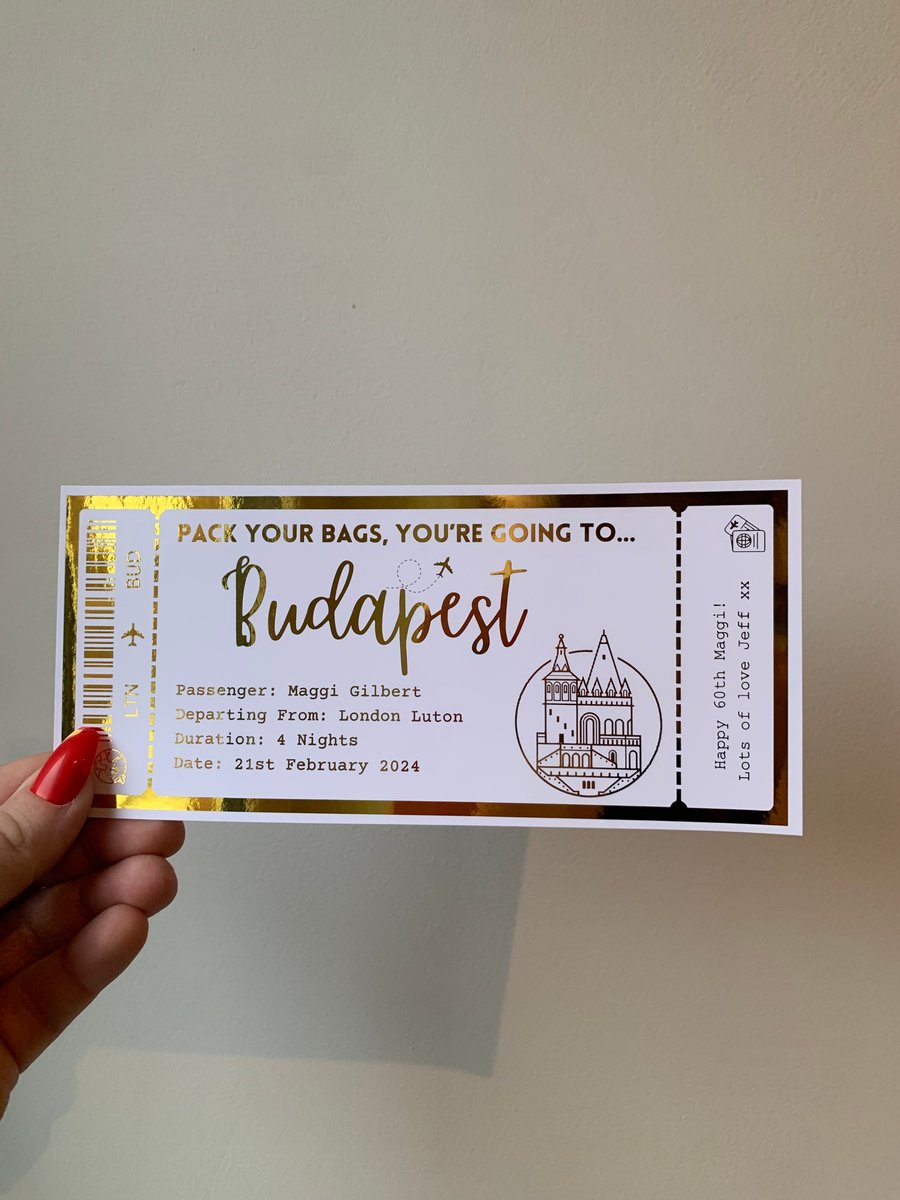 LTN BUD
PACK YOUR BAGS, YOU'RE GOING TO...
Budapest
Passenger: Maggi Gilbert
Departing From: London Luton
Duration: 4 Nights
Date: 21st February 2024
Happy 60th Maggi!
Lots of love Jeff xx